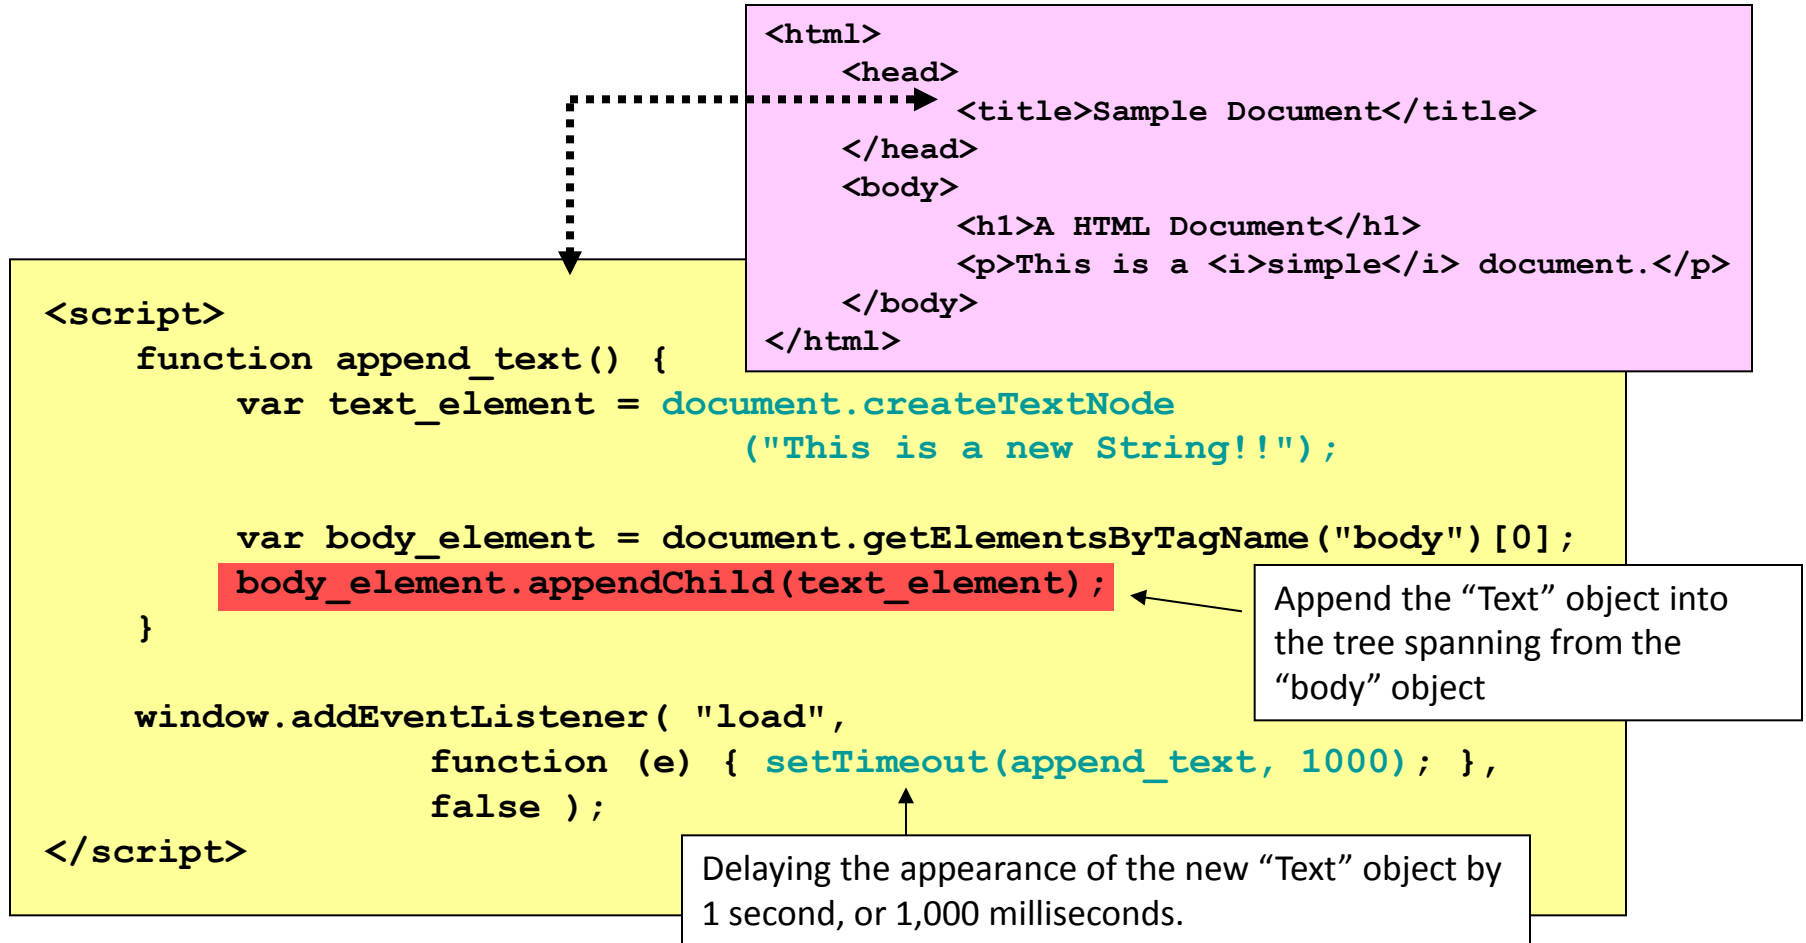 <html>
<head>
<title>Sample Document</title>
</head>
<body>
<h1>A HTML Document</h1>
<p>This is a <i>simple</i> document.</p>
</body>
</html>
<script>
function append_text() {
var text_element = document.createTextNode
("This is a new String!!");
var body_element = document.getElementsByTagName("body")[0];
body_element.appendChild(text_element);
}
Append the “Text” object into
the tree spanning from the
“body” object
window.addEventListener( "load",
function (e) { setTimeout(append_text, 1000); },
false );
</script>
Delaying the appearance of the new “Text” object by
1 second, or 1,000 milliseconds.